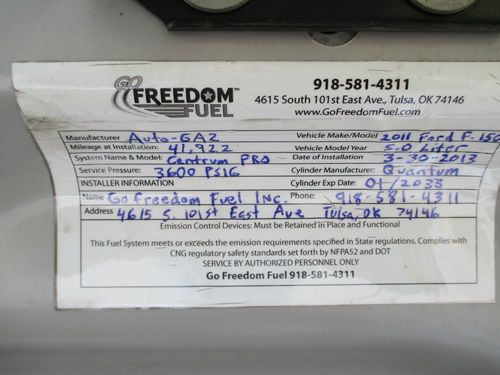 GO
FREEDOM™
FUEL
918-581-4311
4615 South 101st East Ave., Tulsa, OK 74146
www.GoFreedomFuel.com
Manufacturer Auto-GAZ Vehicle Make/Model 2011 Ford F-150
Mileage at Installation: 41,922 Vehicle Model Year 5.0 Liter
System Name & Model: Centrum PRO Date of Installation 3-30-2013
Service Pressure: 3600 PSIG Cylinder Manufacturer: Quantum
INSTALLER INFORMATION Cylinder Exp Date: 01/2033
Name Go freedom Fuel Inc. Phone: 918-581-4311
Address 4615 S. 101st East Ave Tulsa, OK 74146
Emission Control Devices: Must be Retained in Place and Functional
This Fuel System meets or exceeds the emission requirements specified in State regulations. Complies with
CNG regulatory safety standards set forth by NFPA52 and DOT
SERVICE BY AUTHORIZED PERSONNEL ONLY
Go Freedom Fuel 918-581-4311